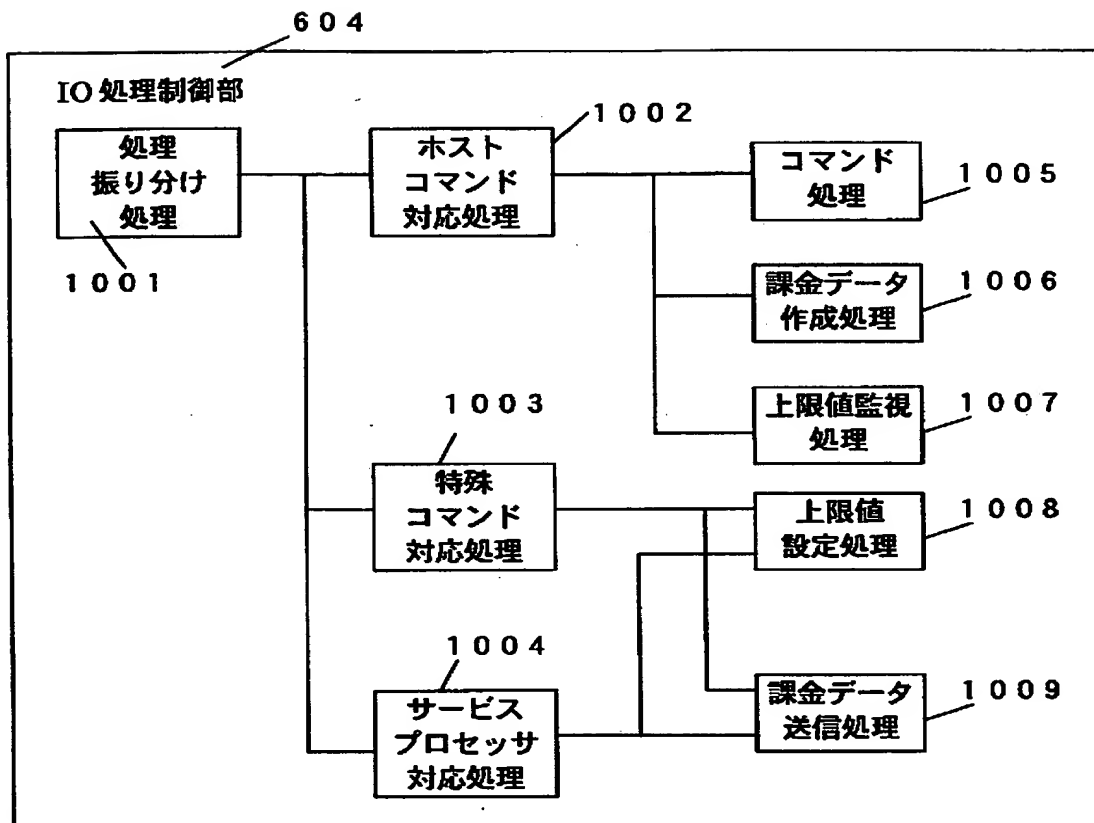 604
IO 処理制御部
処理
振り分け
処理
1001
ホスト
コマンド
対応処理
1002
コマンド
処理
1005
課金データ
作成処理
1006
上限値監視
処理
1007
1003
特殊
コマンド
対応処理
上限値
設定処理
1008
1004
サービス
プロセッサ
対応処理
課金データ
送信処理
1009